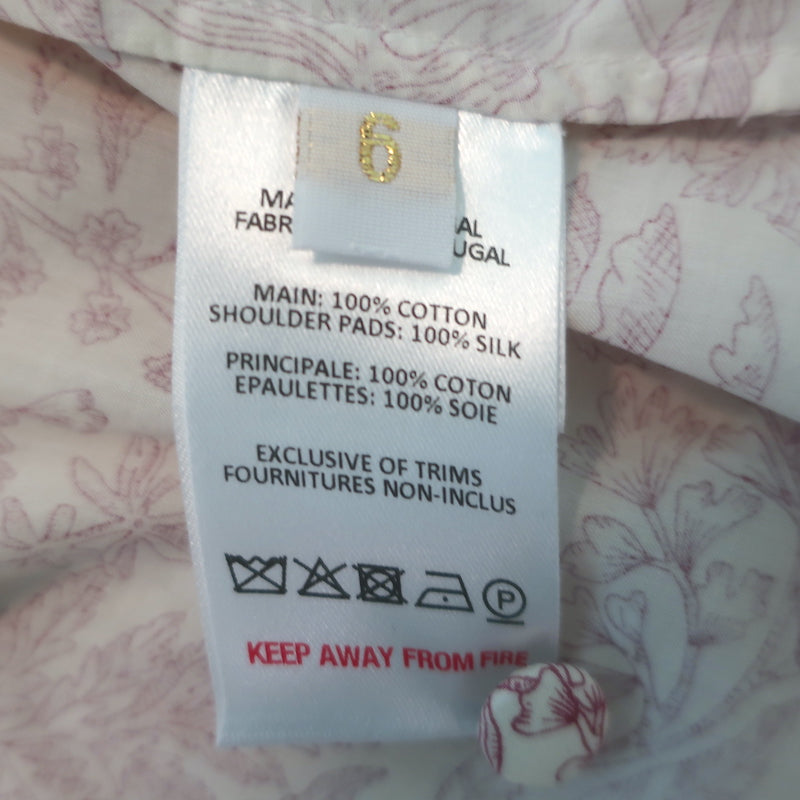 6
MAIN: 100% COTTON
SHOULDER PADS: 100% SILK
PRINCIPALE: 100% COTON
EPAULETTES: 100% SOIE
EXCLUSIVE OF TRIMS
FOURNITURES NON-INCLUS
P
KEEP AWAY FROM FIRE